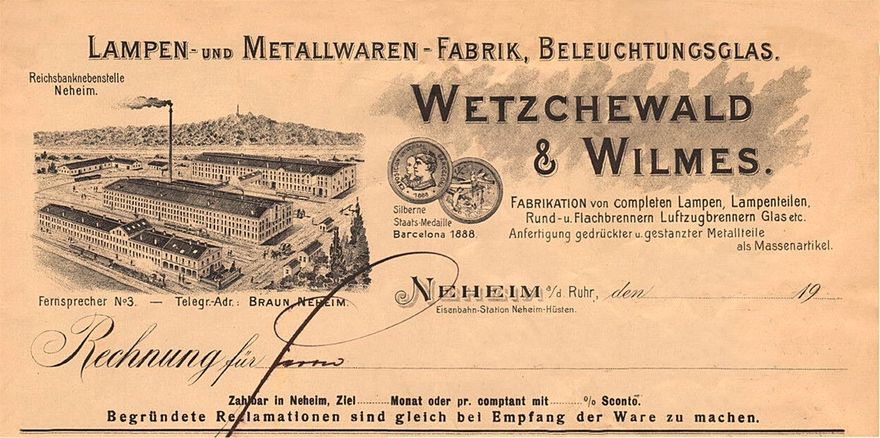 LAMPEN- UND METALLWAREN-FABRIK, BELEUCHTUNGSGLAS.
Reichsbanknebenstelle
Neheim.
WETZCHEWALD
& WILMES.
1888
Silberne
Staats-Medaille
Barcelona 1888.
FABRIKATION von completen Lampen, Lampenteilen,
Rund- u. Flachbrennern Luftzugbrennern Glas etc.
Anfertigung gedrückter u. gestanzter Metallteile
als Massenartikel.
Fernsprecher No 3. — Telegr.-Adr.: BRAUN, NEHEIM.
NEHEIM a/d Ruhr, den 19
Eisenbahn-Station Neheim-Hüsten.
Rechnung für
Zahlbar in Neheim, Ziel........Monat oder pr. comptant mit........% Sconto.
Begründete Reclamationen sind gleich bei Empfang der Ware zu machen.